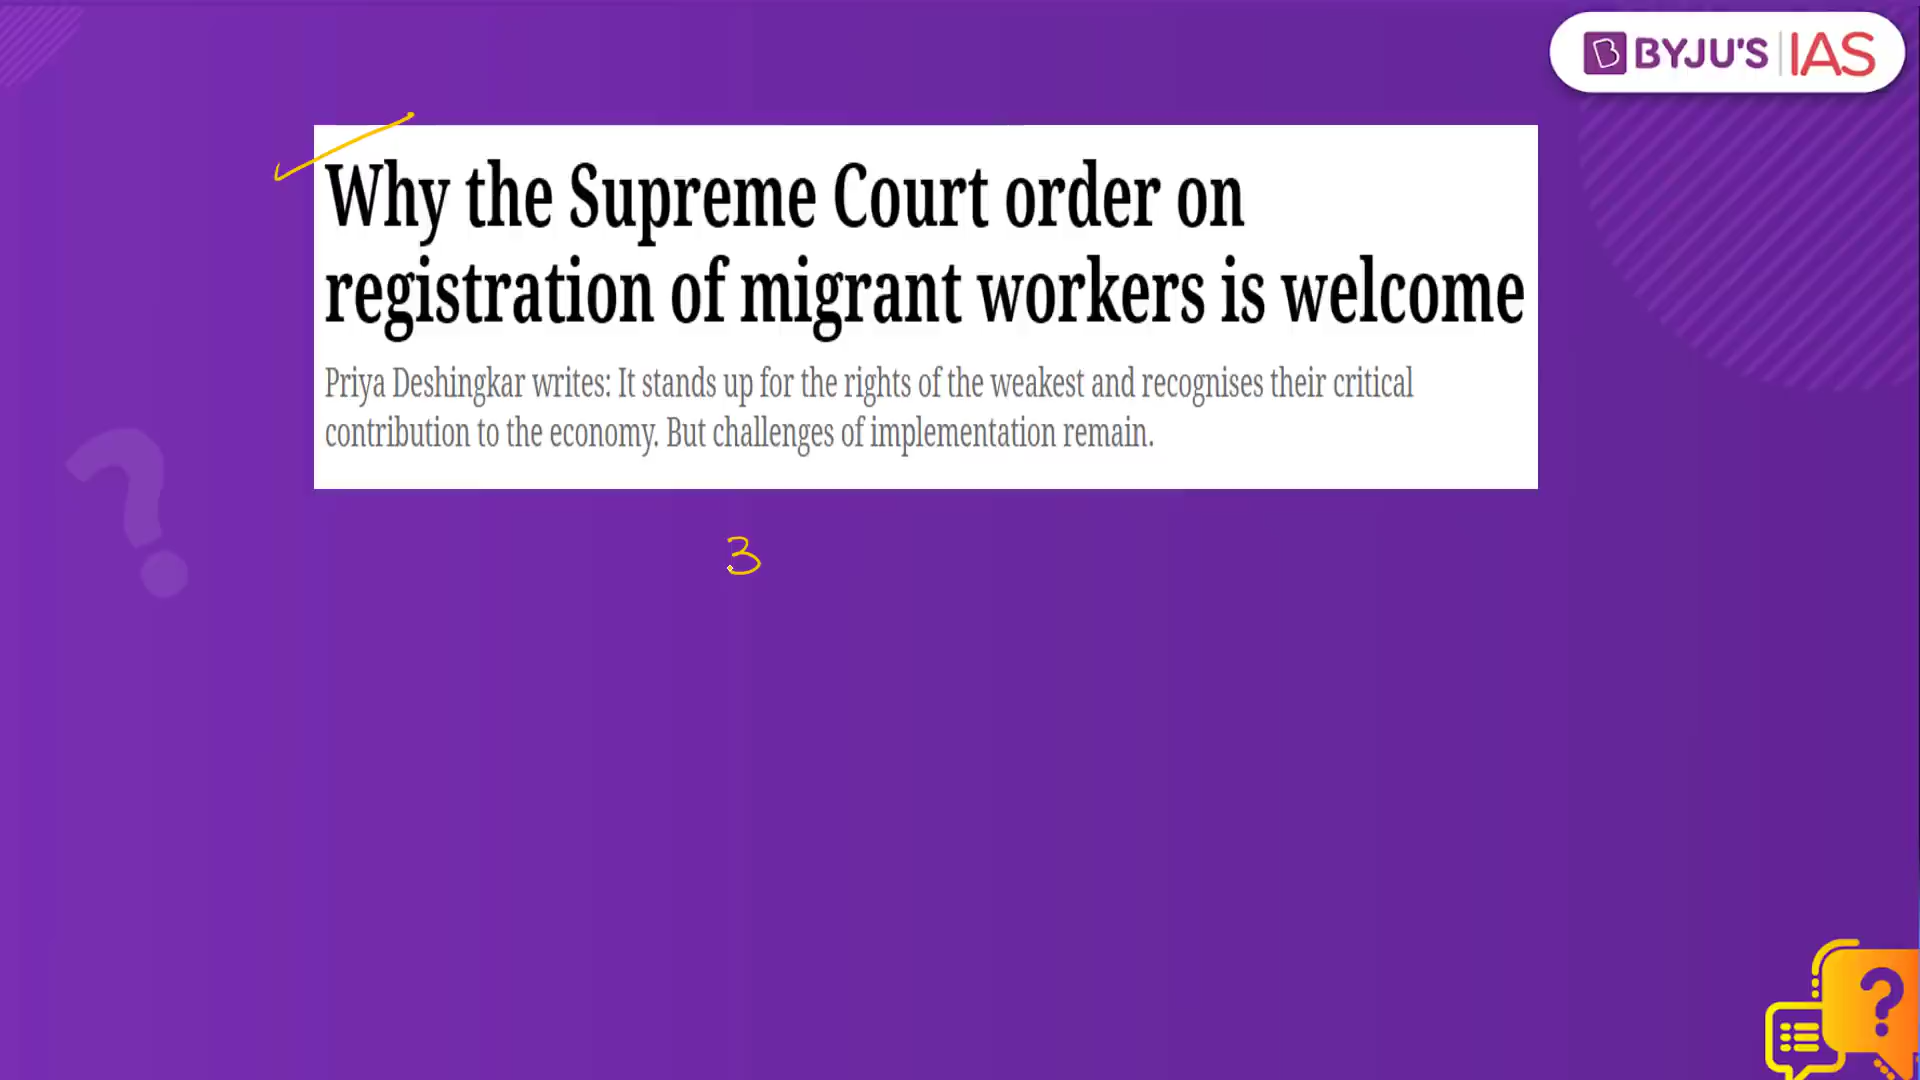 BYJU'S IAS
Why the Supreme Court order on
registration of migrant workers is welcome
Priya Deshingkar writes: It stands up for the rights of the weakest and recognises their critical
contribution to the economy. But challenges of implementation remain.
3